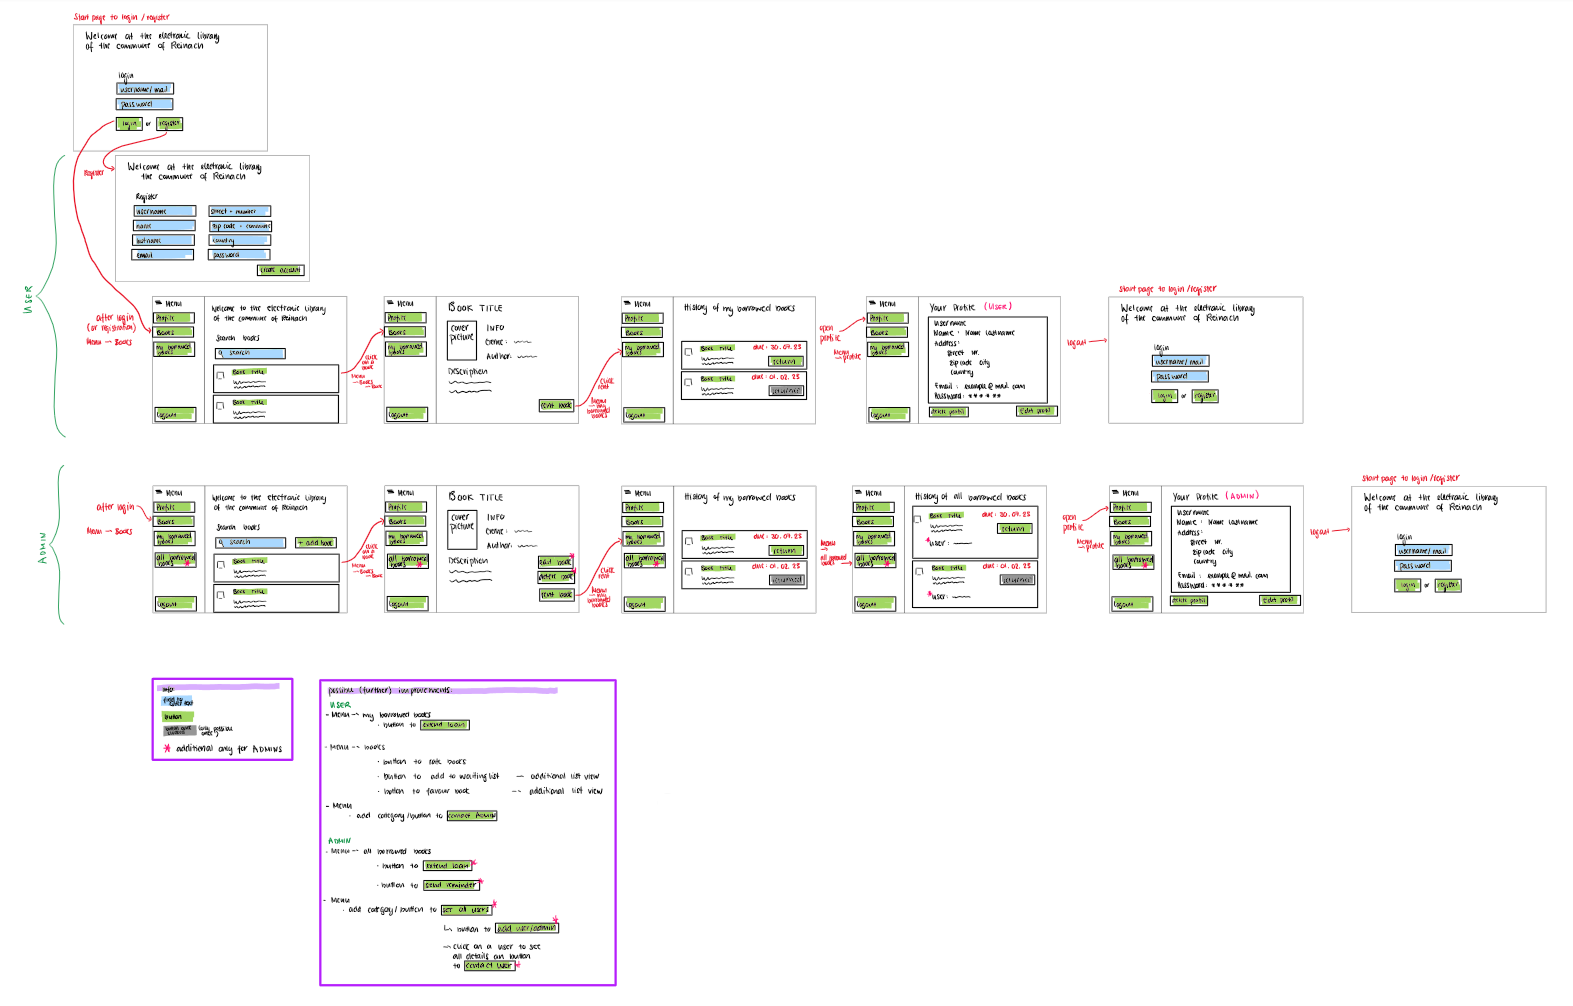 Start page to login / register
Welcome at the electronic library
of the commune of Reinach
login
username/mail
password
login or register
Register
Welcome at the electronic library
the commune of Reinach
Register
username
name
lastname
email
street + number
zip code + commune
country
password
create account
USER
after login
(or registration)
Menu → Books
Menu
Profile
Books
My borrowed
books
Logout
Welcome to the electronic library
of the commune of Reinach
Search books
search
Book Title
Book Title
click
on a
book
Menu
→ Books
→ Book
Menu
Profile
Books
My borrowed
books
Logout
BOOK TITLE
cover
picture
INFO
Genre:
Author:
Description
rent book
click
rent
Menu
→ my
borrowed
books
Menu
Profile
Books
My borrowed
books
Logout
History of my borrowed books
Book Title
due: 30.07.23
return
Book Title
due: 01.02.23
returned
open
profile
Menu
→ profile
Menu
Profile
Books
My borrowed
books
Logout
Your Profile (USER)
Username
Name: Name Lastname
Address:
Street Nr.
Zip code City
Country
Email: example@mail.com
Password: ******
delete profil
Edit profil
logout
Start page to login /register
Welcome at the electronic library
of the commune of Reinach
login
username/mail
password
login or register
ADMIN
after login
Menu → Books
Menu
Profile
Books
My borrowed
books
all borrowed
books *
Logout
Welcome to the electronic library
of the commune of Reinach
Search books
search
+ add book
Book Title
Book Title
click
on a
book
Menu
→ Books
→ Book
Menu
Profile
Books
My borrowed
books
all borrowed
books *
Logout
BOOK TITLE
cover
picture
INFO
Genre:
Author:
Description
edit book *
delete book *
rent book
click
rent
Menu
→ my
borrowed
books
Menu
Profile
Books
My borrowed
books
all borrowed
books *
Logout
History of my borrowed books
Book Title
due: 30.07.23
return
Book Title
due: 01.02.23
returned
Menu
→
all borrowed
books
Menu
Profile
Books
My borrowed
books
all borrowed
books *
Logout
History of all borrowed books
Book Title
due: 30.07.23
return
*User:
Book Title
due: 01.02.23
returned
*User:
open
profile
Menu
→ profile
Menu
Profile
Books
My borrowed
books
all borrowed
books *
Logout
Your Profile (ADMIN)
Username
Name: Name Lastname
Address:
Street Nr.
Zip code City
Country
Email: example@mail.com
Password: ******
delete profil
Edit profil
logout
Start page to login /register
Welcome at the electronic library
of the commune of Reinach
login
username/mail
password
login or register
button
* additional only for ADMINS
possible (further) improvements:
USER
- Menu → my borrowed books
· button to extend loan
- Menu → books
· button to rate books
· button to add to waiting list → additional list view
· button to favour book → additional list view
- Menu
· add category/button to contact Admin
ADMIN
- Menu → all borrowed books
· button to extend loan *
· button to send reminder *
- Menu
· add category/button to see all users *
↳ button to add user/admin *
→ click on a user to see
all details an button
to contact user *